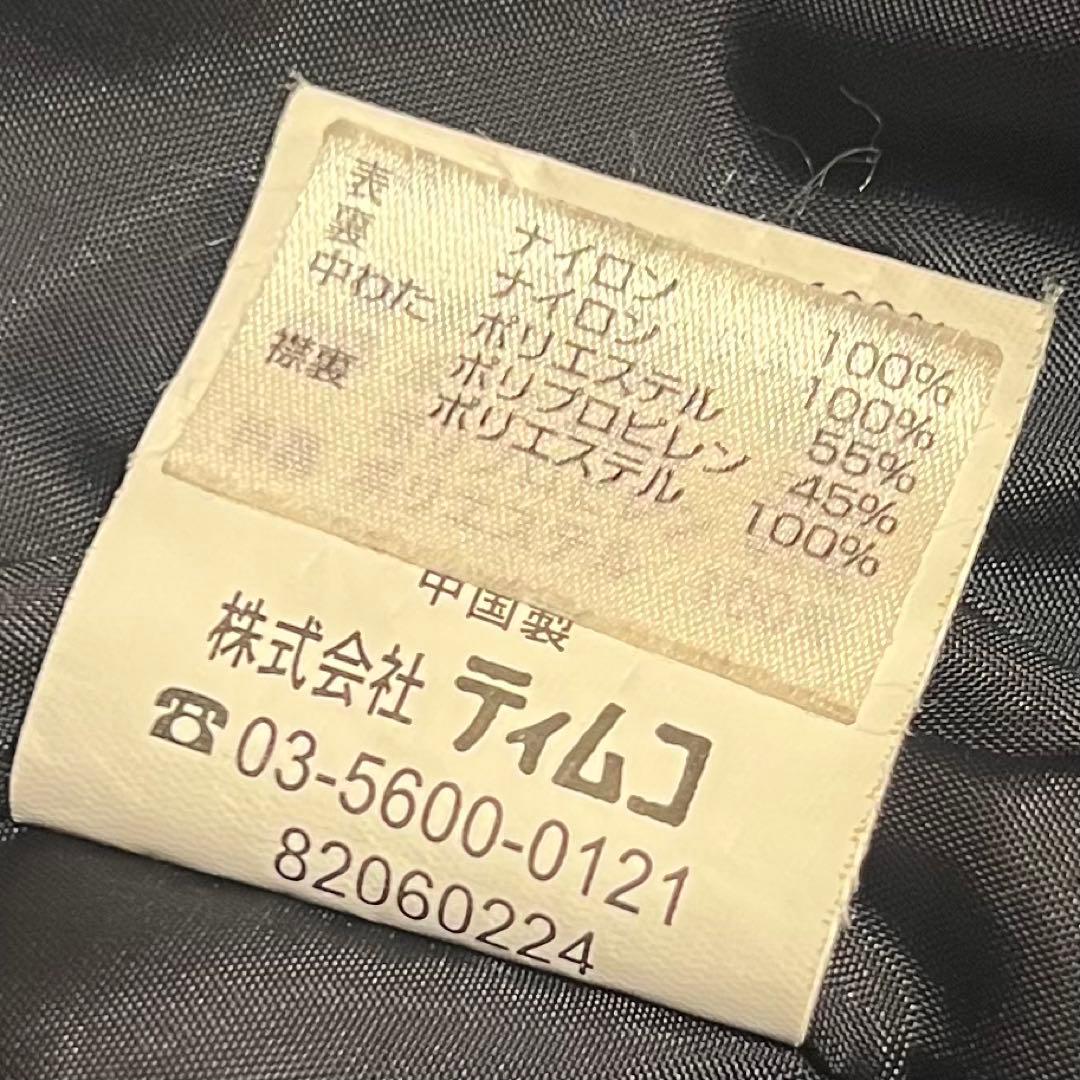 表 ナイロン 100%
裏 ナイロン 100%
中わた ポリエステル 55%
ポリプロピレン 45%
襟裏 ポリエステル 100%
中国製
株式会社 ティムコ
☎03-5600-0121
82060224